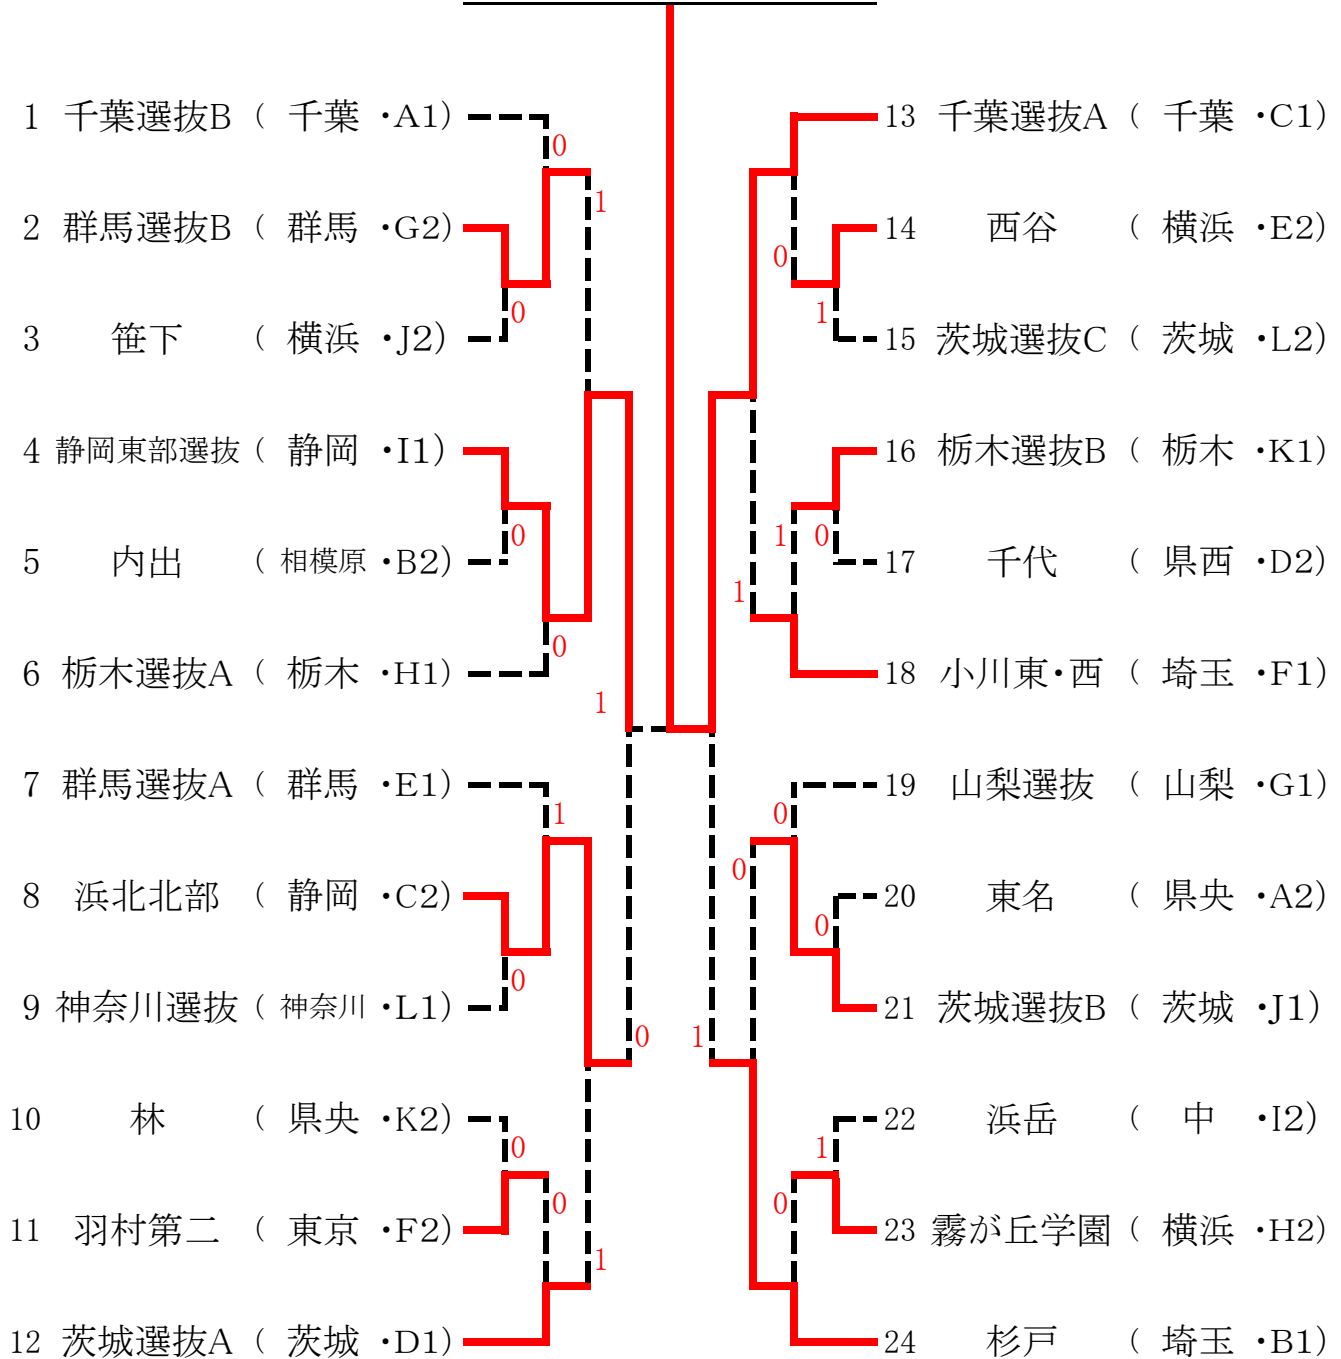 1 千葉選抜B ( 千葉 ・A1)
0
1
2 群馬選抜B ( 群馬 ・G2)
0
3 笹下 ( 横浜 ・J2)
4 静岡東部選抜 ( 静岡 ・I1)
0
5 内出 ( 相模原 ・B2)
0
6 栃木選抜A ( 栃木 ・H1)
1
7 群馬選抜A ( 群馬 ・E1)
1
8 浜北北部 ( 静岡 ・C2)
0
9 神奈川選抜 ( 神奈川 ・L1)
0
10 林 ( 県央 ・K2)
0
0
11 羽村第二 ( 東京 ・F2)
1
12 茨城選抜A ( 茨城 ・D1)
13 千葉選抜A ( 千葉 ・C1)
14 西谷 ( 横浜 ・E2)
0
1
15 茨城選抜C ( 茨城 ・L2)
16 栃木選抜B ( 栃木 ・K1)
1 0
17 千代 ( 県西 ・D2)
1
18 小川東・西 ( 埼玉 ・F1)
19 山梨選抜 ( 山梨 ・G1)
0
0
20 東名 ( 県央 ・A2)
0
21 茨城選抜B ( 茨城 ・J1)
1
22 浜岳 ( 中 ・I2)
1
0
23 霧が丘学園 ( 横浜 ・H2)
24 杉戸 ( 埼玉 ・B1)